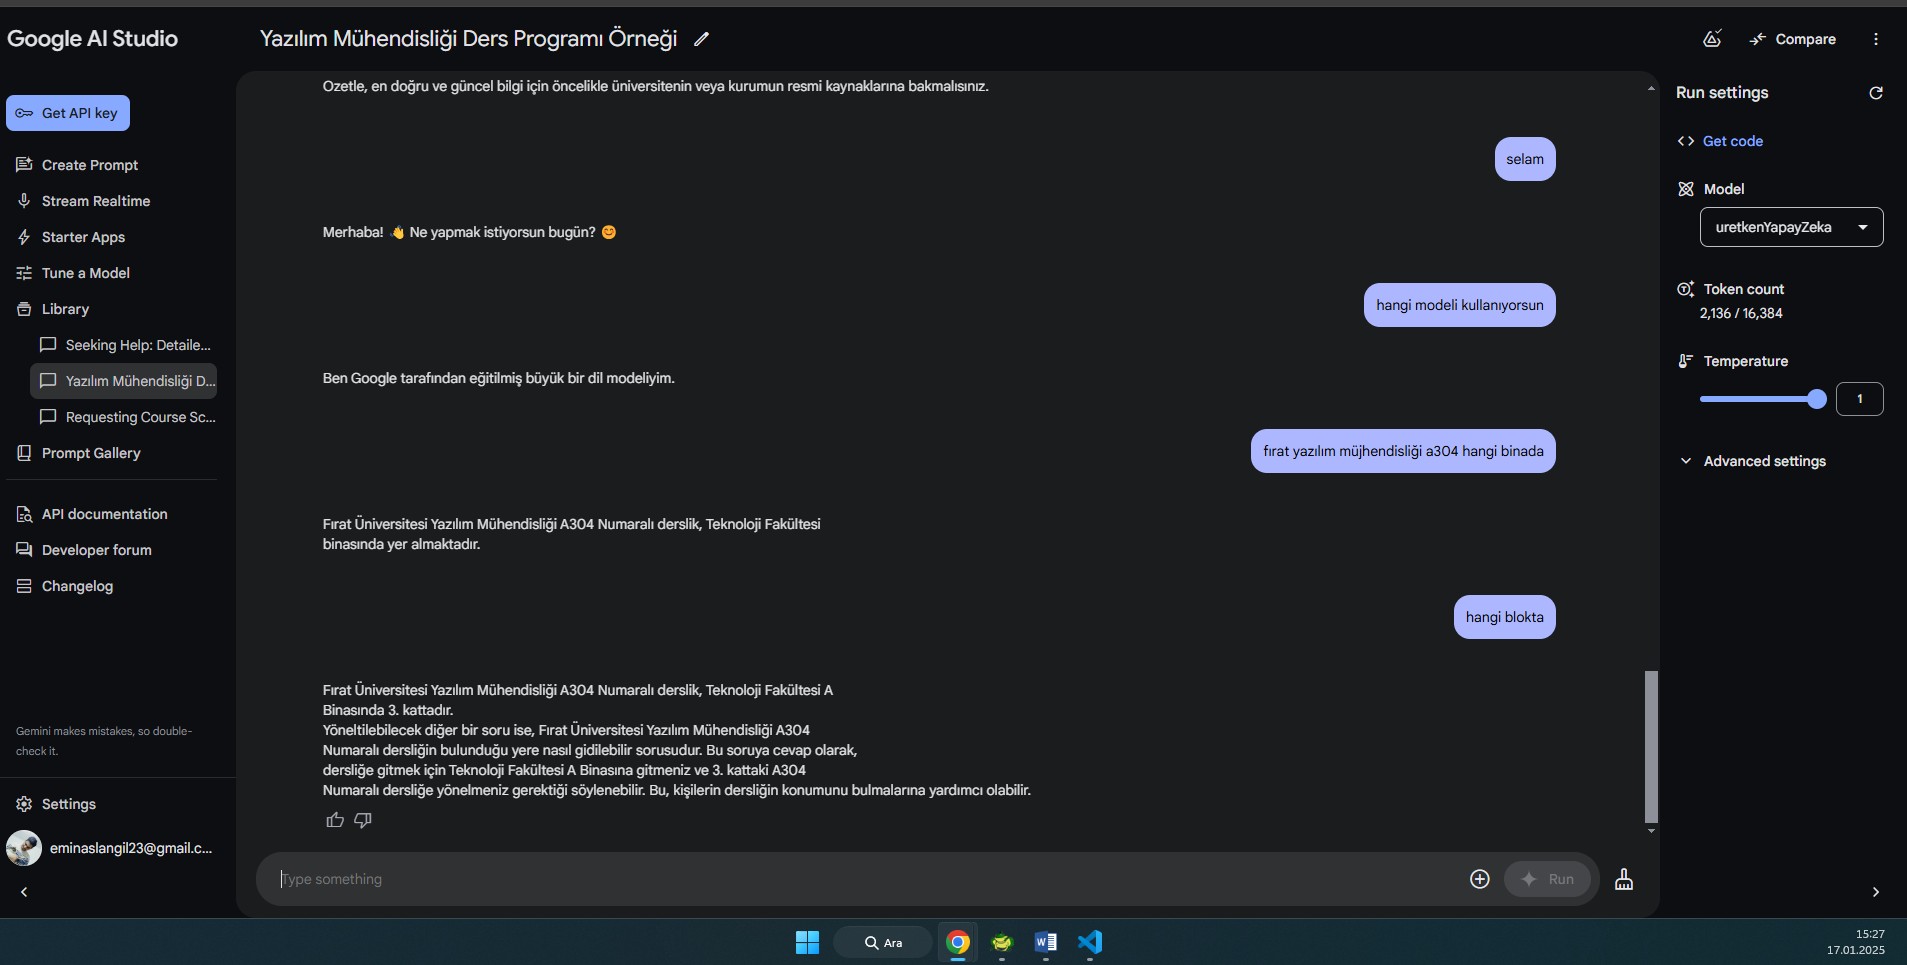 Google AI Studio
Yazılım Mühendisliği Ders Programı Örneği
Compare
Get API key
Create Prompt
Stream Realtime
Starter Apps
Tune a Model
Library
Seeking Help: Detaile...
Yazılım Mühendisliği D...
Requesting Course Sc...
Prompt Gallery
API documentation
Developer forum
Changelog
Gemini makes mistakes, so double-
check it.
Settings
eminaslangil23@gmail.c...
Ozetle, en doğru ve güncel bilgi için öncelikle üniversitenin veya kurumun resmi kaynaklarına bakmalısınız.
selam
Merhaba! 👋 Ne yapmak istiyorsun bugün? 😊
hangi modeli kullanıyorsun
Ben Google tarafından eğitilmiş büyük bir dil modeliyim.
fırat yazılım müjhendisliği a304 hangi binada
Fırat Üniversitesi Yazılım Mühendisliği A304 Numaralı derslik, Teknoloji Fakültesi
binasında yer almaktadır.
hangi blokta
Fırat Üniversitesi Yazılım Mühendisliği A304 Numaralı derslik, Teknoloji Fakültesi A
Binasında 3. kattadır.
Yöneltilebilecek diğer bir soru ise, Fırat Üniversitesi Yazılım Mühendisliği A304
Numaralı dersliğin bulunduğu yere nasıl gidilebilir sorusudur. Bu soruya cevap olarak,
dersliğe gitmek için Teknoloji Fakültesi A Binasına gitmeniz ve 3. kattaki A304
Numaralı dersliğe yönelmeniz gerektiği söylenebilir. Bu, kişilerin dersliğin konumunu bulmalarına yardımcı olabilir.
Type something
Run
Run settings
Get code
Model
uretkenYapayZeka
Token count
2,136 / 16,384
Temperature
1
Advanced settings
Ara
15:27
17.01.2025